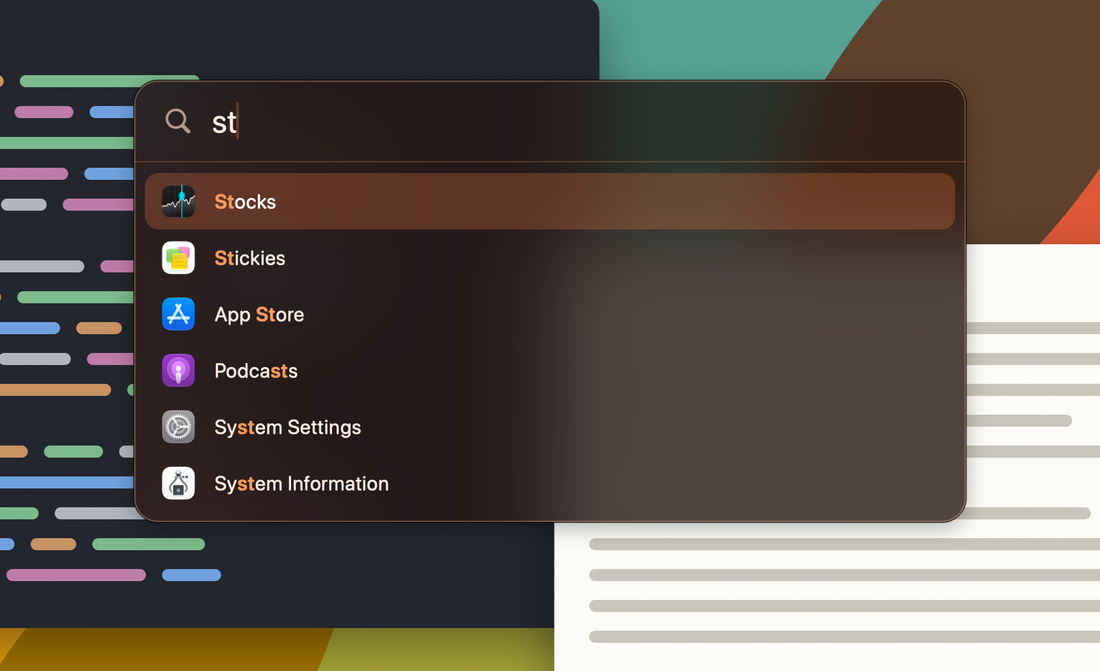 st
Stocks
Stickies
App Store
Podcasts
System Settings
System Information